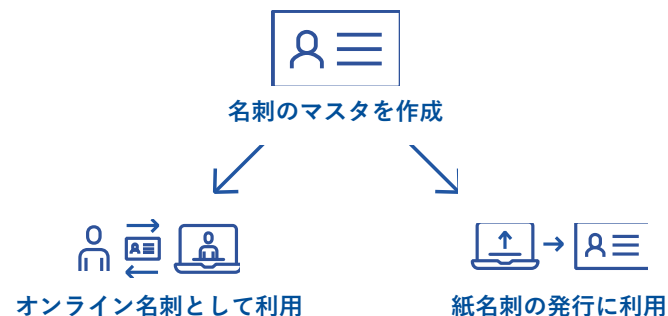 名刺のマスタを作成
オンライン名刺として利用
紙名刺の発行に利用